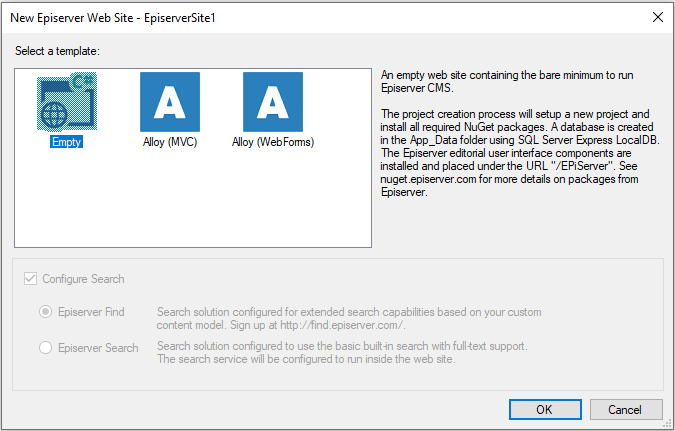 New Episerver Web Site - EpiserverSite1
Select a template:
C#
Empty
A
Alloy (MVC)
A
Alloy (WebForms)
An empty web site containing the bare minimum to run
Episerver CMS.
The project creation process will setup a new project and
install all required NuGet packages. A database is created
in the App_Data folder using SQL Server Express LocalDB.
The Episerver editorial user interface components are
installed and placed under the URL "/EPiServer". See
nuget.episerver.com for more details on packages from
Episerver.
Configure Search
Episerver Find
Search solution configured for extended search capabilities based on your custom
content model. Sign up at http://find.episerver.com/.
Episerver Search
Search solution configured to use the basic built-in search with full-text support.
The search service will be configured to run inside the web site.
OK
Cancel